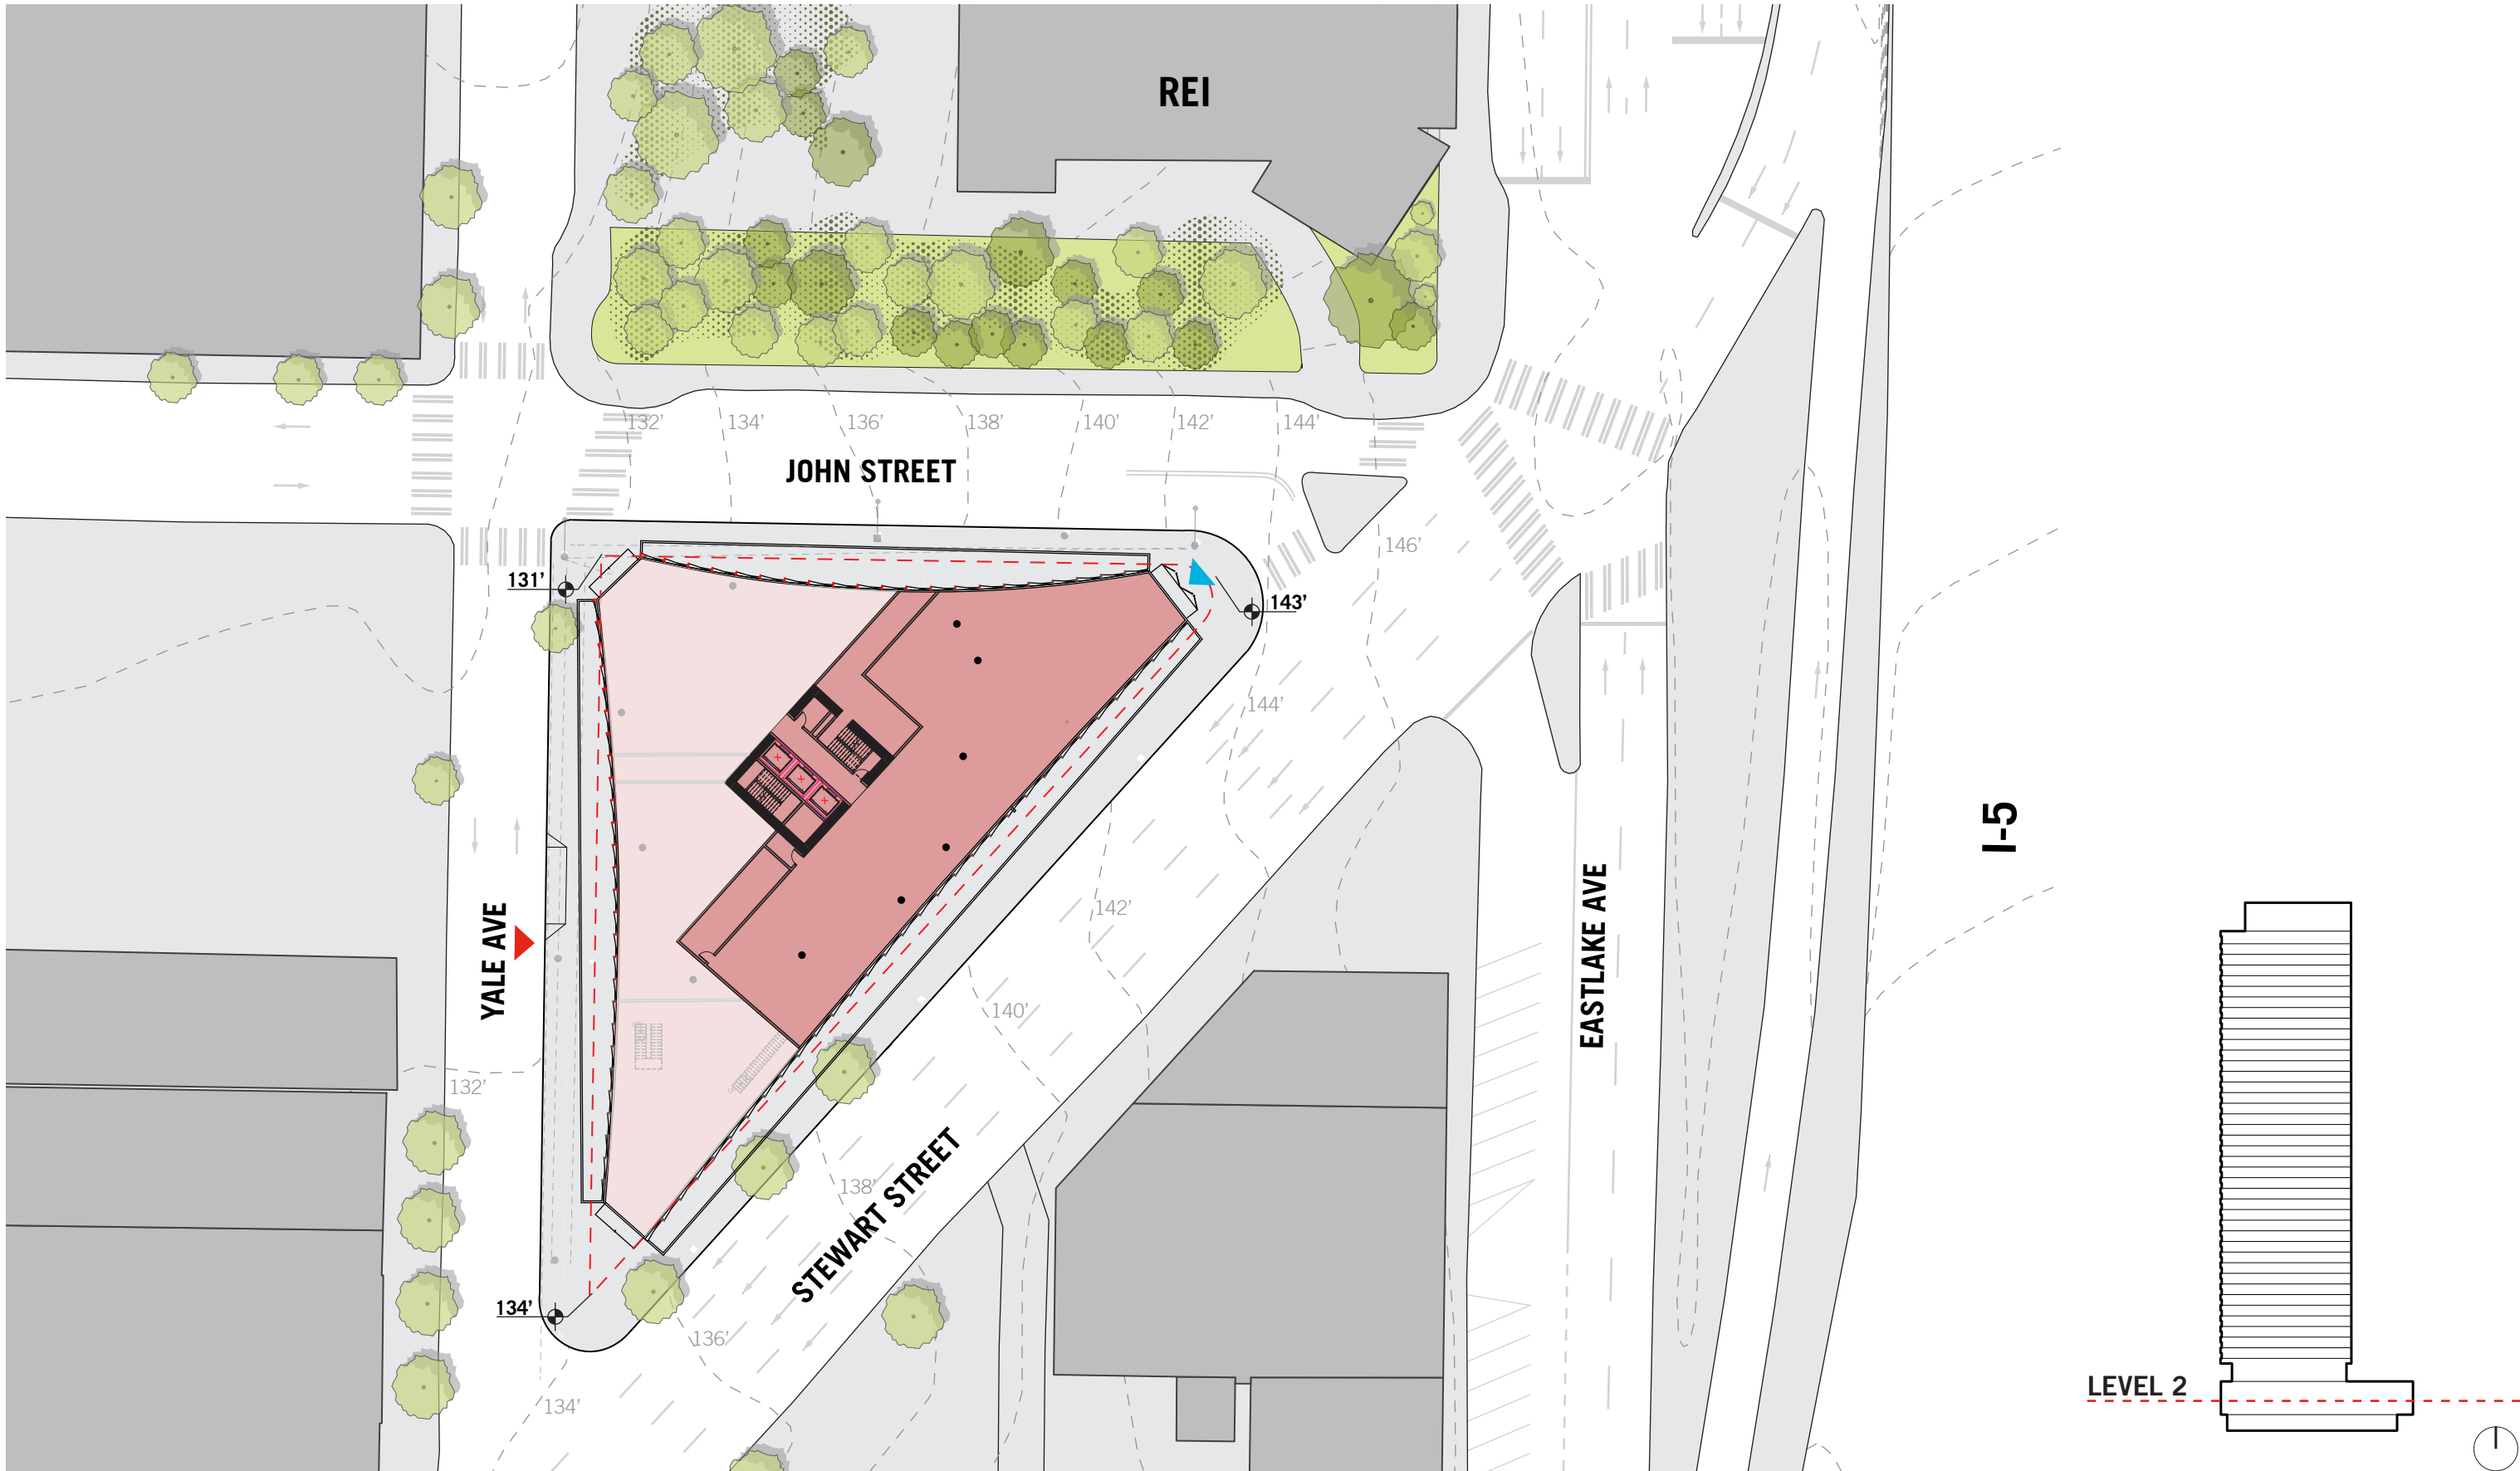 REI
132’
134’
136’
138’
140’
142’
144’
JOHN STREET
146’
131’
143’
144’
I-5
YALE AVE
142’
EASTLAKE AVE
140’
132’
138’
STEWART STREET
134’
136’
134’
LEVEL 2